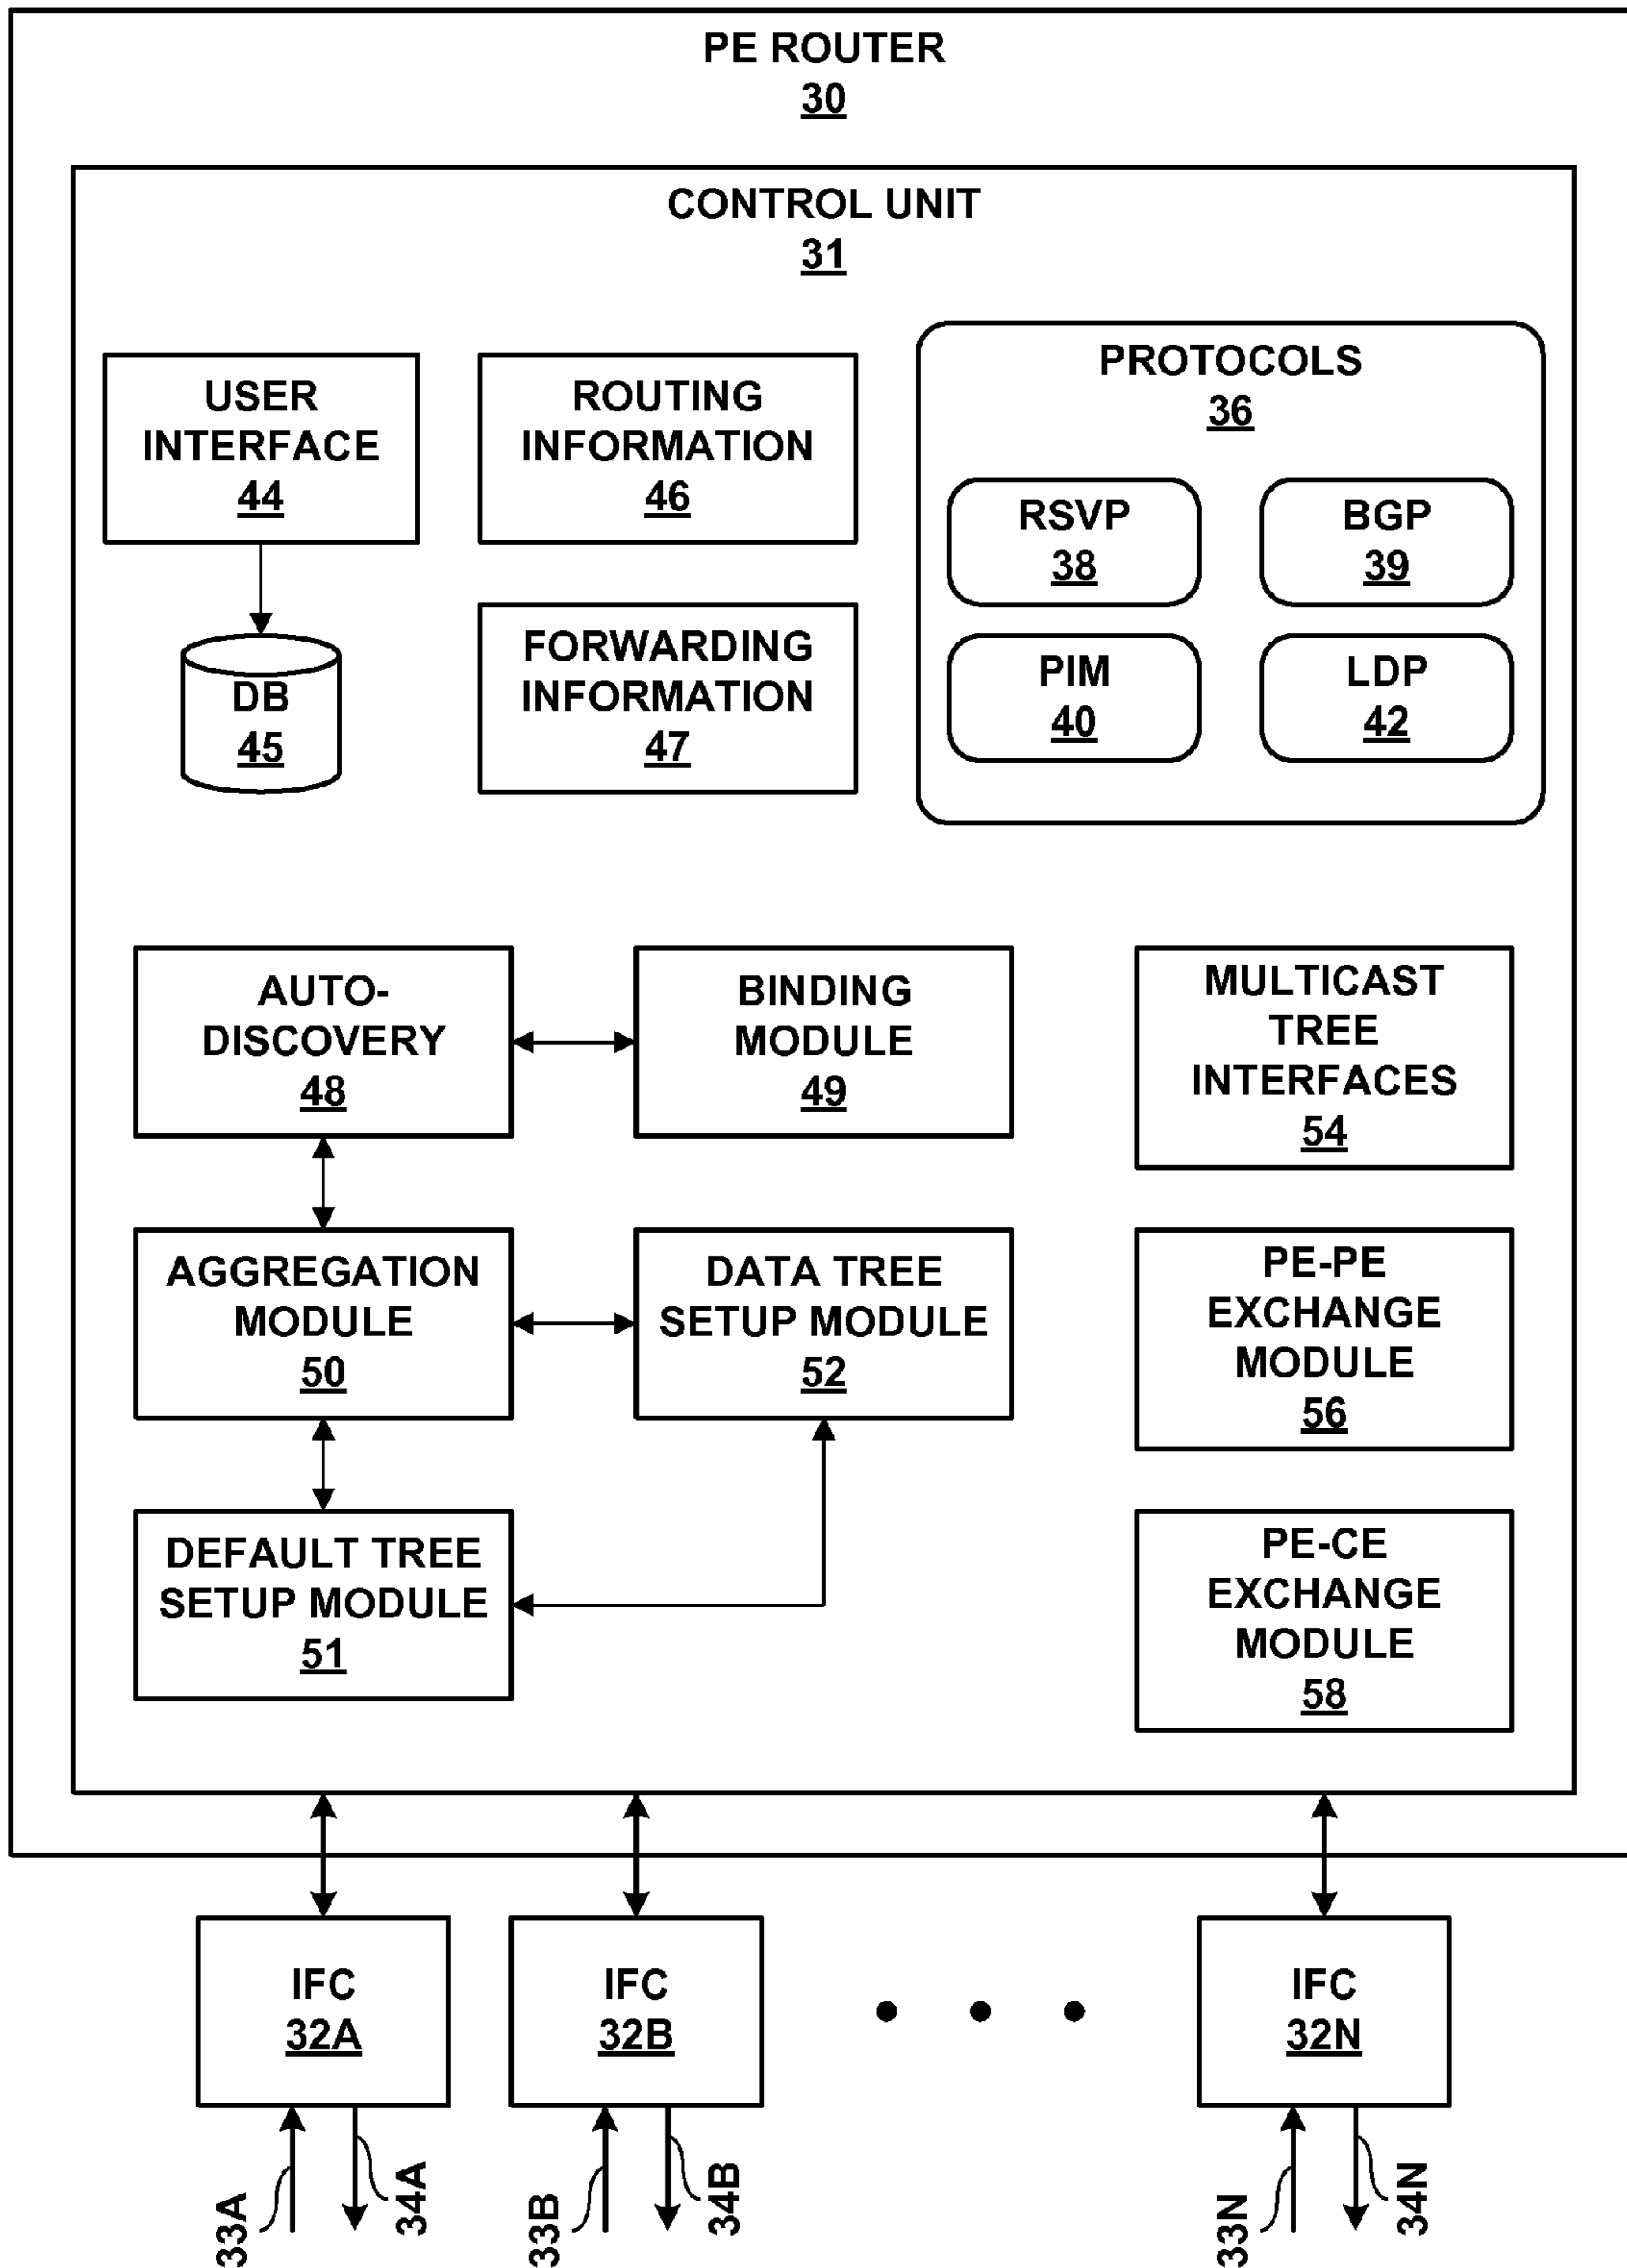 PE ROUTER
30
CONTROL UNIT
31
USER
INTERFACE
44
ROUTING
INFORMATION
46
PROTOCOLS
36
RSVP
38
BGP
39
DB
45
FORWARDING
INFORMATION
47
PIM
40
LDP
42
AUTO-
DISCOVERY
48
BINDING
MODULE
49
MULTICAST
TREE
INTERFACES
54
AGGREGATION
MODULE
50
DATA TREE
SETUP MODULE
52
PE-PE
EXCHANGE
MODULE
56
DEFAULT TREE
SETUP MODULE
51
PE-CE
EXCHANGE
MODULE
58
IFC
32A
IFC
32B
IFC
32N
33A
34A
33B
34B
33N
34N